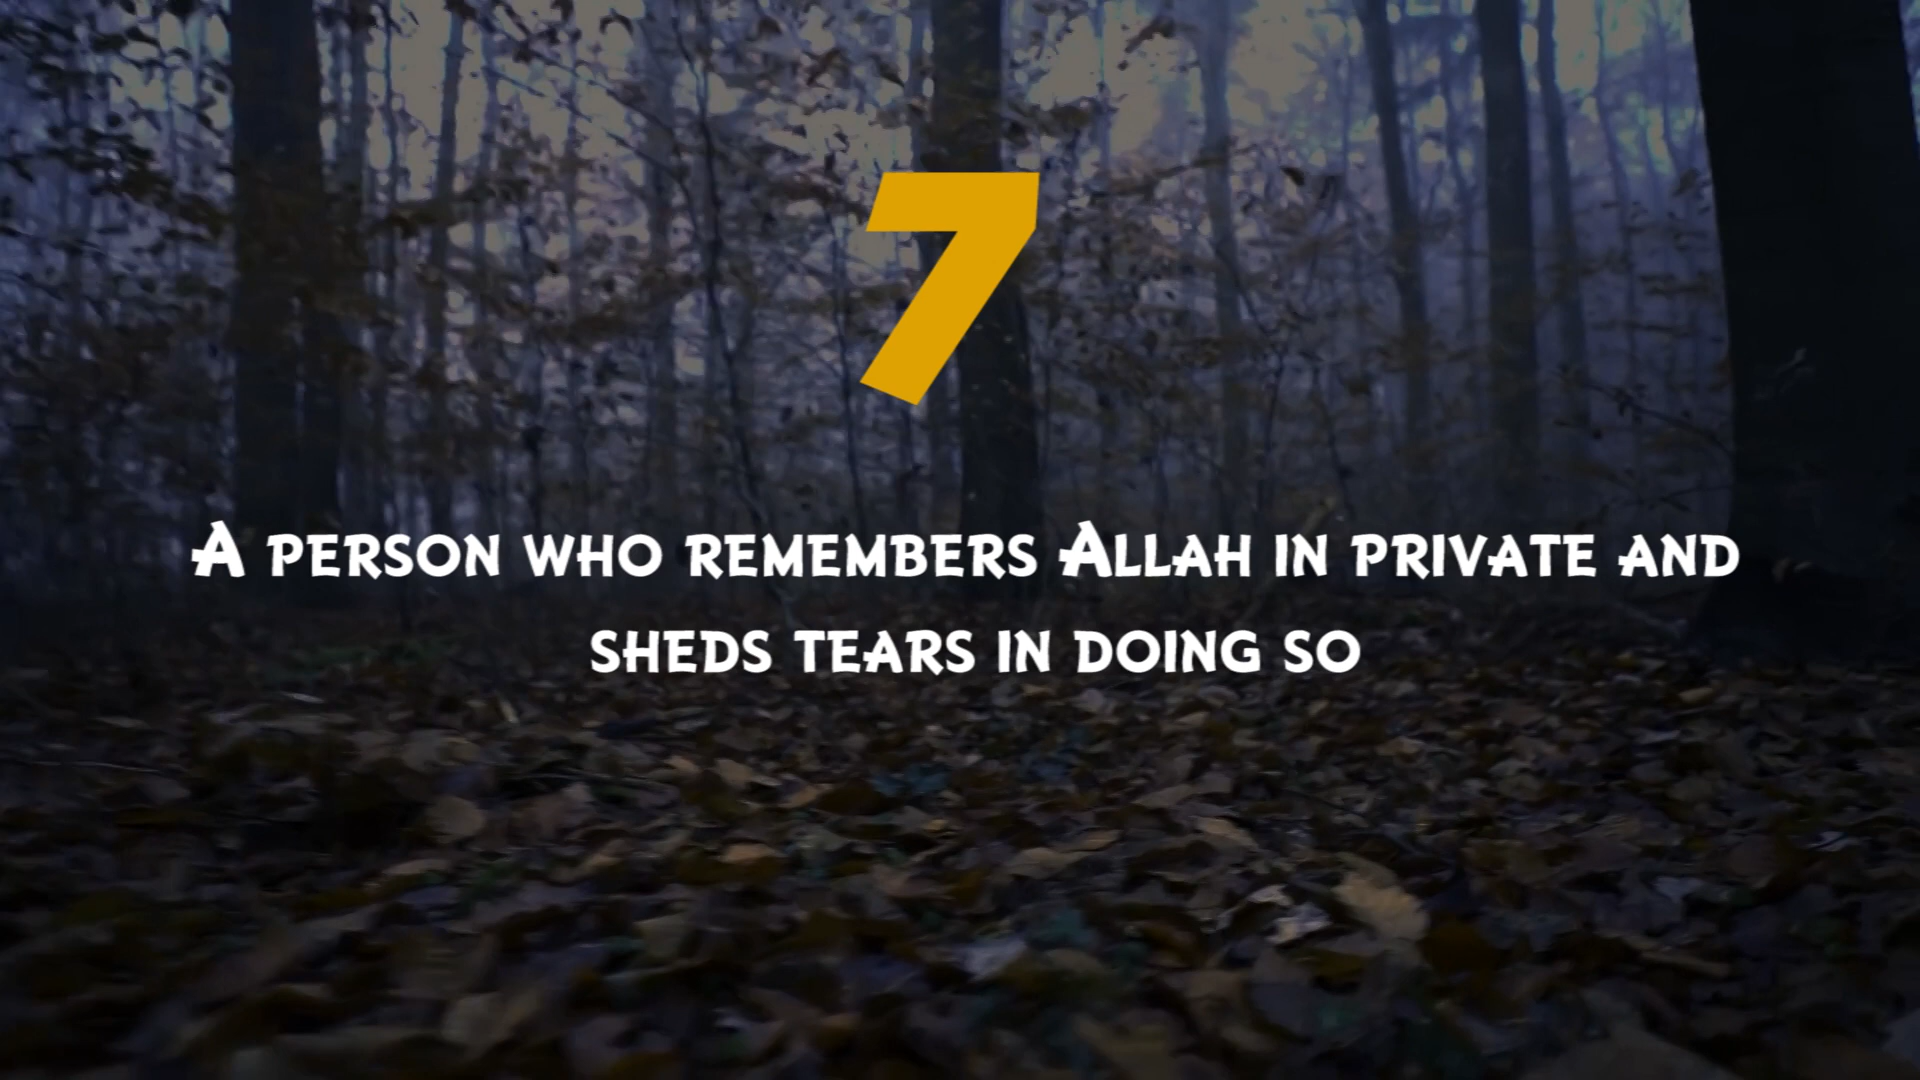 7
A person who remembers Allah in private and
sheds tears in doing so